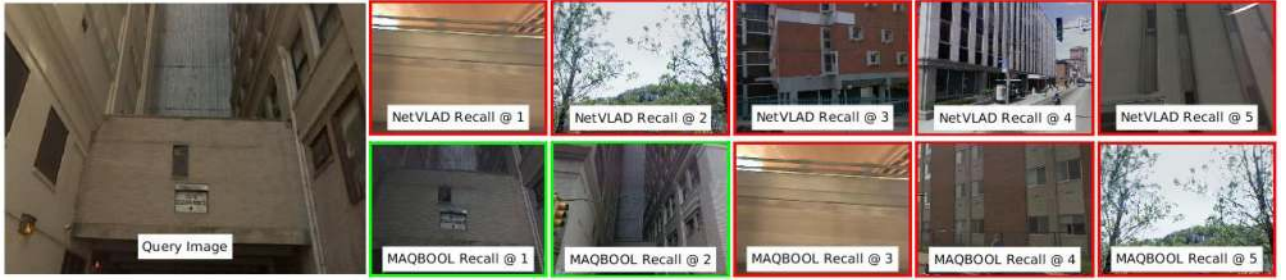 Query Image
NetVLAD Recall @ 1
NetVLAD Recall @ 2
NetVLAD Recall @ 3
NetVLAD Recall @ 4
NetVLAD Recall @ 5
MAQBOOL Recall @ 1
MAQBOOL Recall @ 2
MAQBOOL Recall @ 3
MAQBOOL Recall @ 4
MAQBOOL Recall @ 5